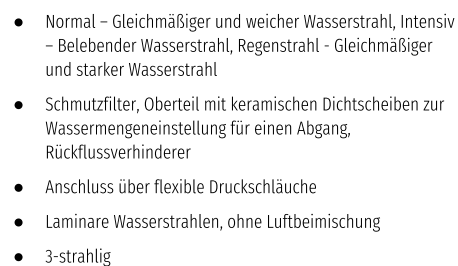 ● Normal – Gleichmäßiger und weicher Wasserstrahl, Intensiv
– Belebender Wasserstrahl, Regenstrahl - Gleichmäßiger
und starker Wasserstrahl
● Schmutzfilter, Oberteil mit keramischen Dichtscheiben zur
Wassermengeneinstellung für einen Abgang,
Rückflussverhinderer
● Anschluss über flexible Druckschläuche
● Laminare Wasserstrahlen, ohne Luftbeimischung
● 3-strahlig